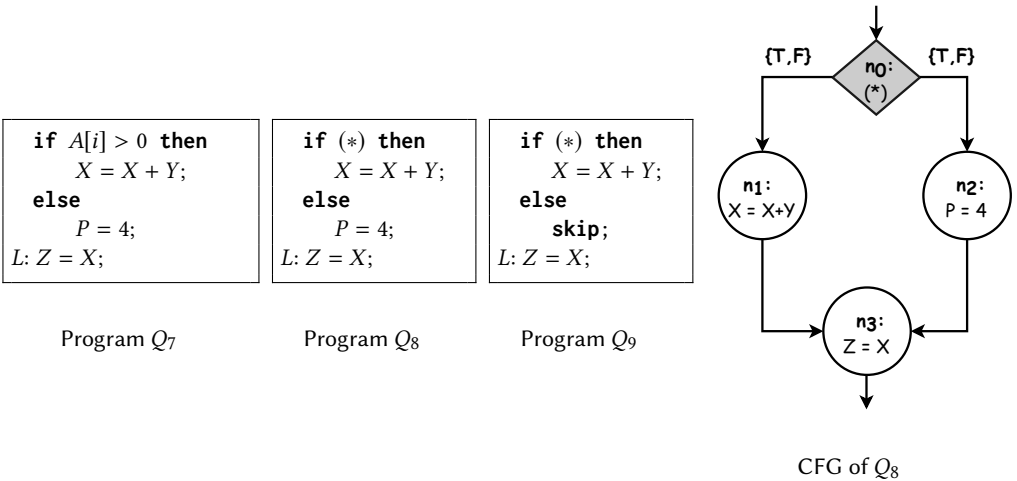 if A[i] > 0 then
X = X + Y;
else
P = 4;
L: Z = X;
Program Q₇
if (∗) then
X = X + Y;
else
P = 4;
L: Z = X;
Program Q₈
if (∗) then
X = X + Y;
else
skip;
L: Z = X;
Program Q₉
{T,F}
{T,F}
n0:
(*)
n1:
X = X+Y
n2:
P = 4
n3:
Z = X
CFG of Q₈